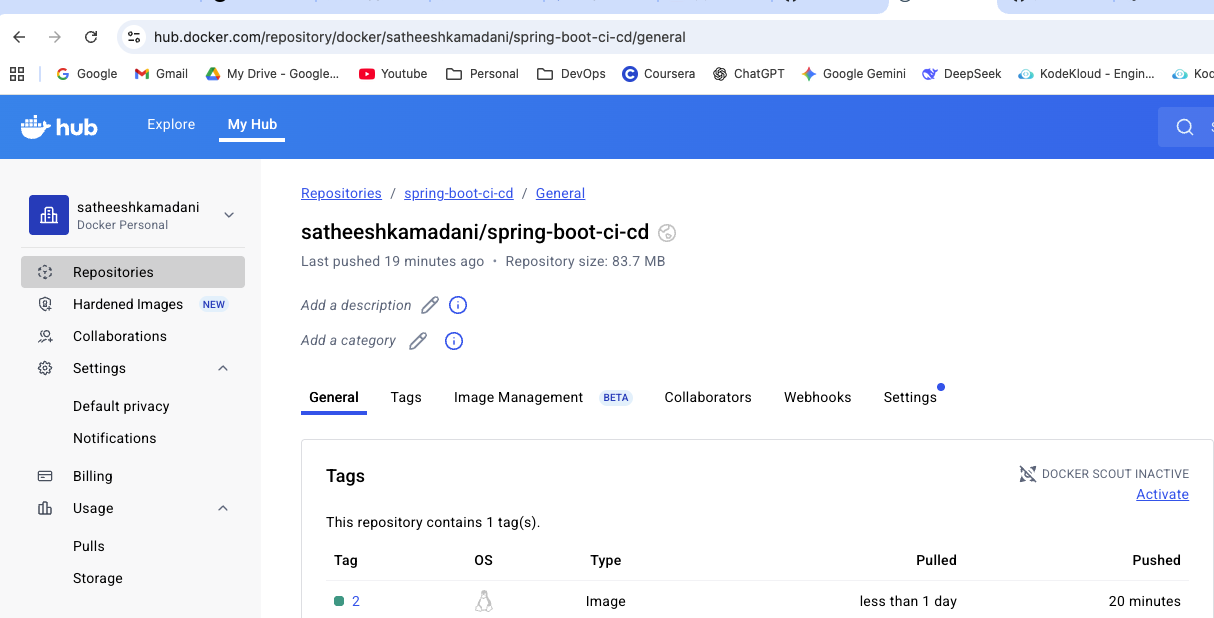 hub.docker.com/repository/docker/satheeshkamadani/spring-boot-ci-cd/general
Google Gmail My Drive - Google... Youtube Personal DevOps Coursera ChatGPT Google Gemini DeepSeek KodeKloud - Engin...
hub Explore My Hub
satheeshkamadani
Docker Personal
Repositories
Hardened Images NEW
Collaborations
Settings
Default privacy
Notifications
Billing
Usage
Pulls
Storage
Repositories / spring-boot-ci-cd / General
satheeshkamadani/spring-boot-ci-cd
Last pushed 19 minutes ago • Repository size: 83.7 MB
Add a description
Add a category
General Tags Image Management BETA Collaborators Webhooks Settings
Tags
DOCKER SCOUT INACTIVE
Activate
This repository contains 1 tag(s).
Tag OS Type Pulled Pushed
2 Image less than 1 day 20 minutes